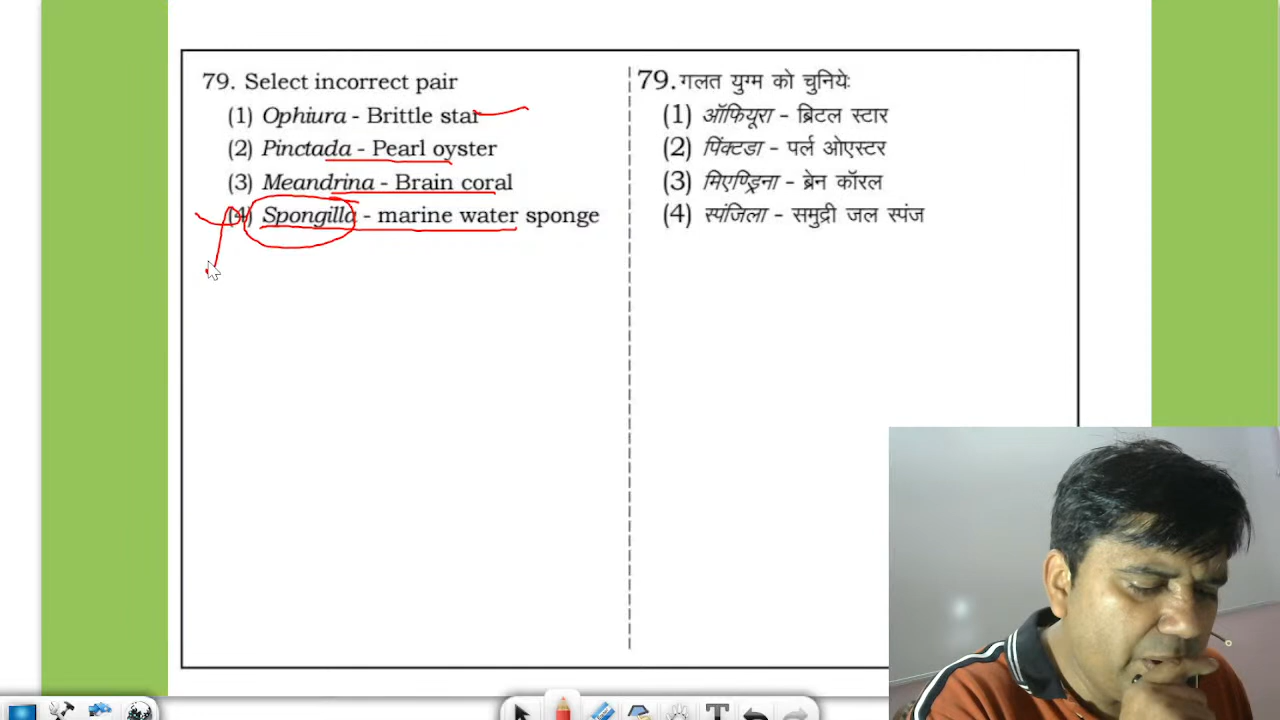 79. Select incorrect pair
(1) Ophiura - Brittle star
(2) Pinctada - Pearl oyster
(3) Meandrina - Brain coral
(4) Spongilla - marine water sponge
79. गलत युग्म को चुनियेः
(1) ऑफियूरा - ब्रिटल स्टार
(2) पिंक्टडा - पर्ल ओएस्टर
(3) मिएण्ड्रिना - ब्रेन कॉरल
(4) स्पंजिला - समुद्री जल स्पंज